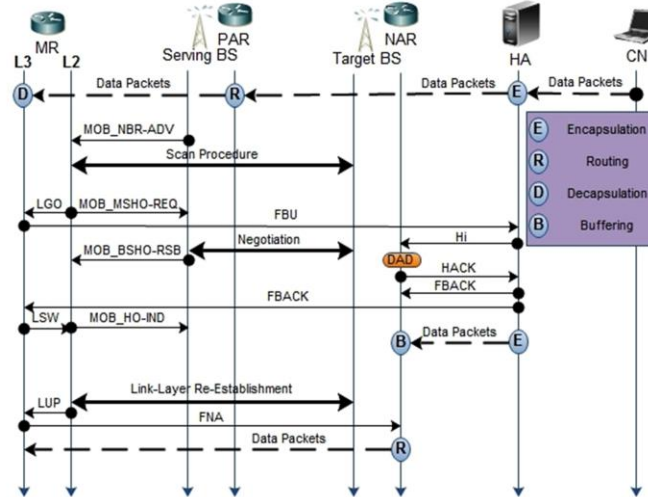 MR
PAR
NAR
L3 L2
Serving BS
Target BS
HA
CN
D
Data Packets
R
Data Packets
E
Data Packets
MOB_NBR-ADV
Scan Procedure
E Encapsulation
R Routing
D Decapsulation
B Buffering
LGO
MOB_MSHO-REQ
FBU
Negotiation
Hi
MOB_BSHO-RSB
DAD
HACK
FBACK
FBACK
LSW
MOB_HO-IND
B
Data Packets
E
Link-Layer Re-Establishment
LUP
FNA
Data Packets
R